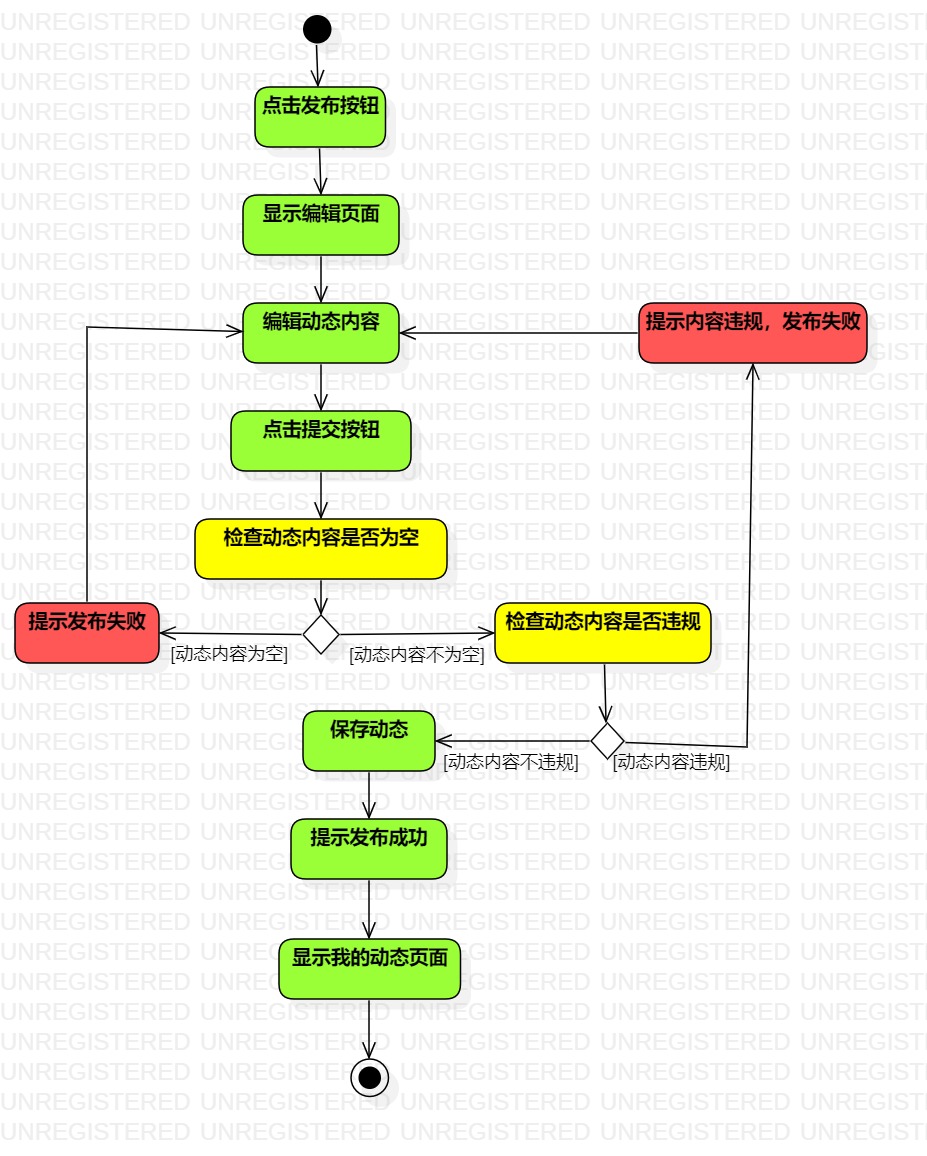 点击发布按钮
显示编辑页面
编辑动态内容
提示内容违规，发布失败
点击提交按钮
检查动态内容是否为空
提示发布失败
检查动态内容是否违规
[动态内容为空]
[动态内容不为空]
保存动态
[动态内容不违规]
[动态内容违规]
提示发布成功
显示我的动态页面
UNREGISTERED